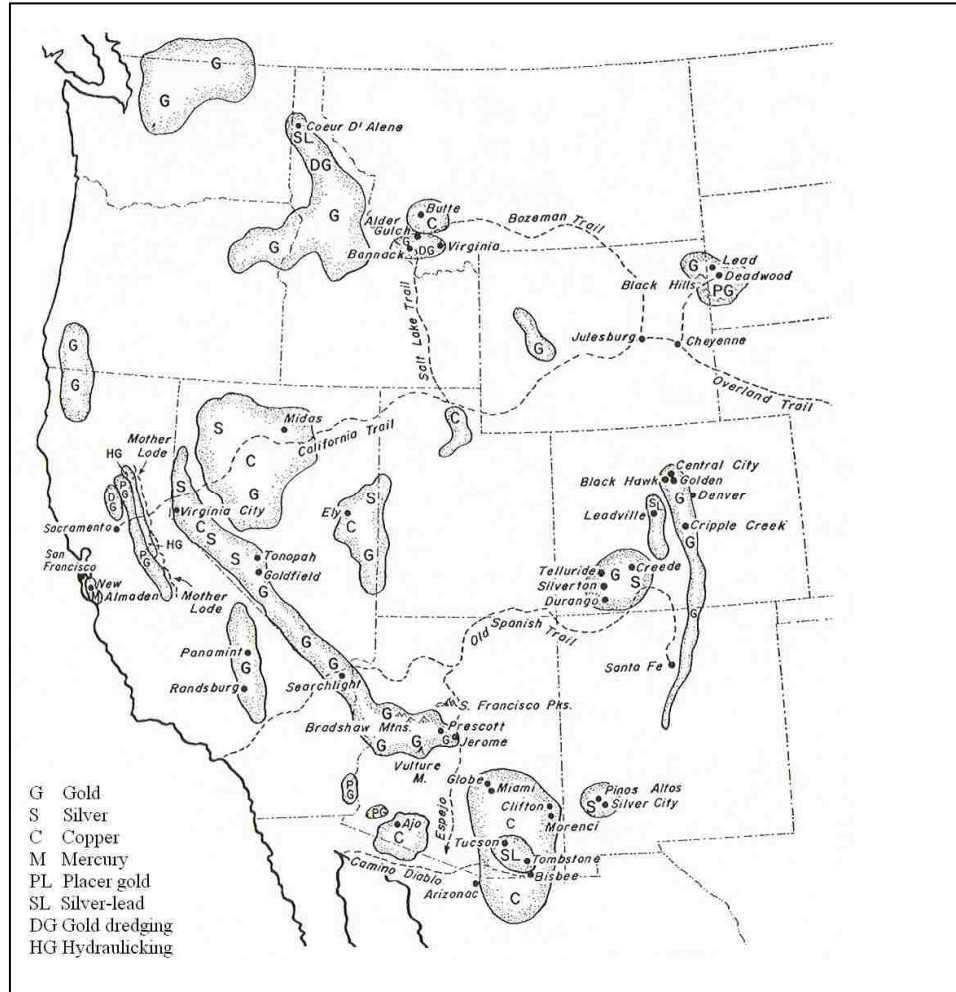 G
G
Coeur D' Alene
SL
DG
G
G
Butte
C
Alder
Gulch
G
DG
Bannack
Virginia
Bozeman Trail
G
Lead
Deadwood
Black Hills
PG
Salt Lake Trail
G
Julesburg
Cheyenne
Overland Trail
G
G
C
S
Midas
California Trail
C
G
HG
Mother
Lode
PG
DG
Sacramento
HG
PG
Mother
Lode
San
Francisco
New
M Almaden
Virginia City
C
S
S
Tonopah
Goldfield
G
S
Ely
C
G
Central City
Black Hawk
Golden
G
Denver
SL
Leadville
Cripple Creek
G
Telluride
G
Creede
S
Silverton
Durango
G
Old Spanish Trail
Santa Fe
Panamint
G
Randsburg
G
G
Searchlight
S. Francisco Pks.
G
Bradshaw Mtns.
Prescott
G
Jerome
G
G
Vulture
M.
PG
PG
Ajo
C
Espejo
Globe
Miami
Clifton
C
Morenci
Pinos Altos
S
Silver City
Tucson
SL
Tombstone
Camino Diablo
Bisbee
Arizonac
C
G Gold
S Silver
C Copper
M Mercury
PL Placer gold
SL Silver-lead
DG Gold dredging
HG Hydraulicking